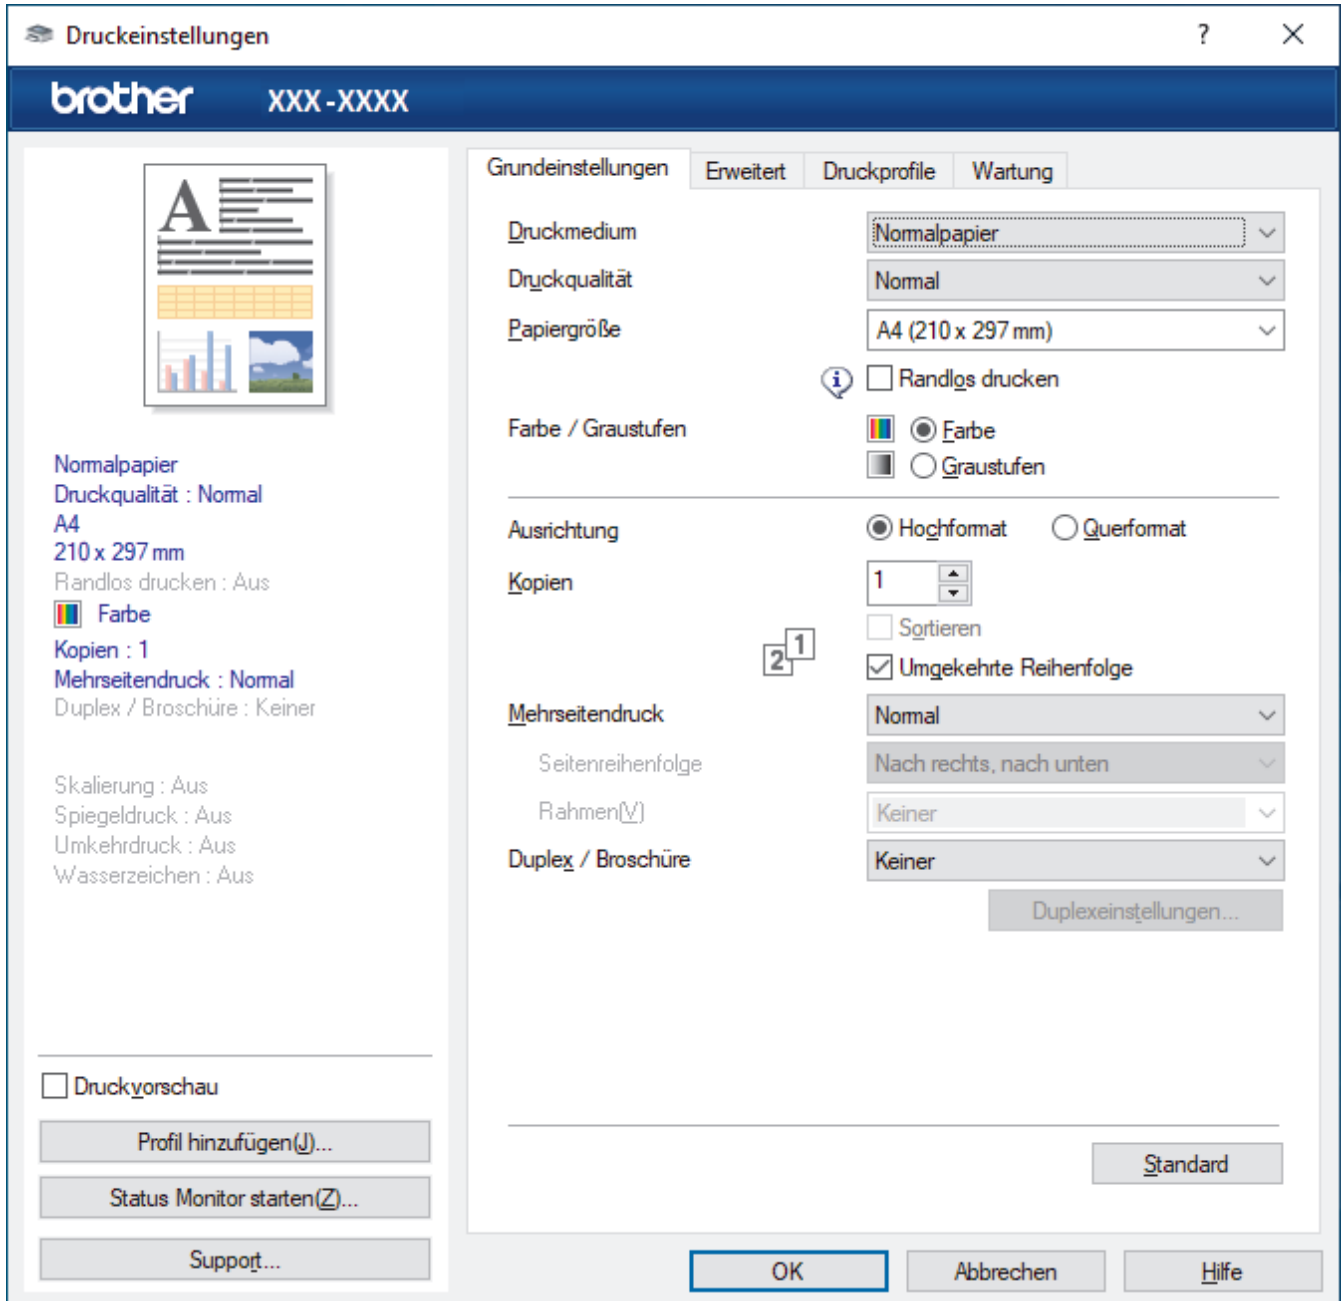 Druckeinstellungen ?
brother XXX-XXXX
A
Normalpapier
Druckqualität : Normal
A4
210 x 297 mm
Randlos drucken : Aus
Farbe
Kopien : 1
Mehrseitendruck : Normal
Duplex / Broschüre : Keiner
Skalierung : Aus
Spiegeldruck : Aus
Umkehrdruck : Aus
Wasserzeichen : Aus
Druckvorschau
Profil hinzufügen(J)...
Status Monitor starten(Z)...
Support...
Grundeinstellungen Erweitert Druckprofile Wartung
Druckmedium Normalpapier
Druckqualität Normal
Papiergröße A4 (210 x 297 mm)
i Randlos drucken
Farbe / Graustufen Farbe
Graustufen
Ausrichtung Hochformat Querformat
Kopien 1
Sortieren
2 1 Umgekehrte Reihenfolge
Mehrseitendruck Normal
Seitenreihenfolge Nach rechts, nach unten
Rahmen(V) Keiner
Duplex / Broschüre Keiner
Duplexeinstellungen...
Standard
OK Abbrechen Hilfe